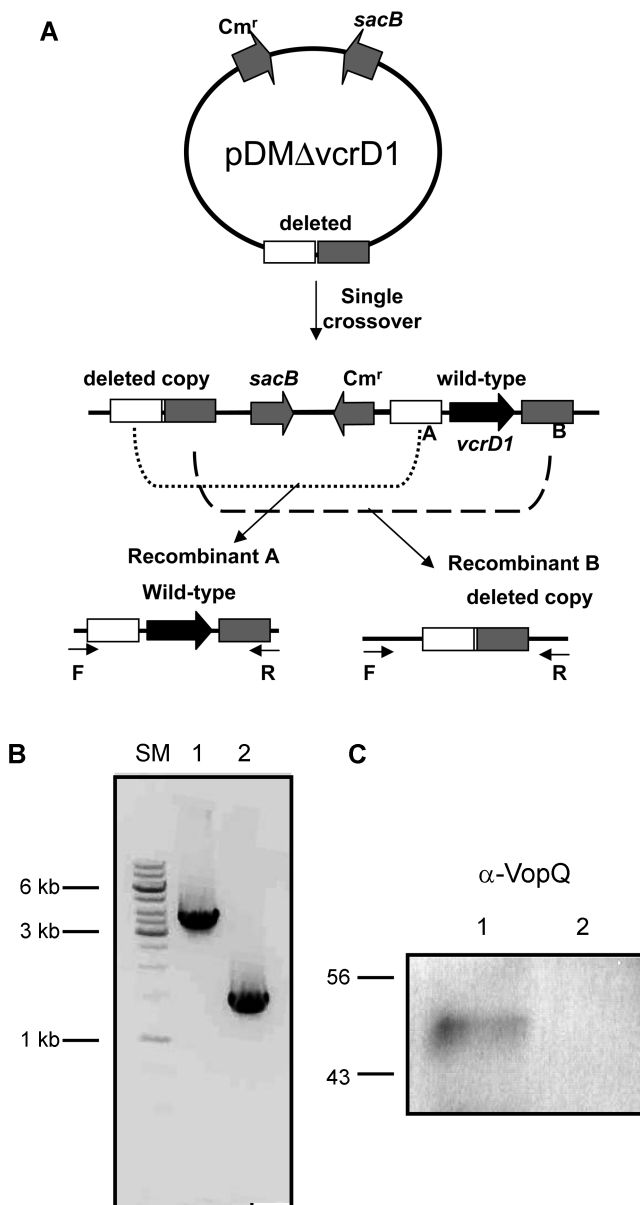 A
Cmr sacB
pDMΔvcrD1
deleted
Single
crossover
deleted copy sacB Cmr wild-type
A B
vcrD1
Recombinant A
Wild-type
Recombinant B
deleted copy
F R F R
B SM 1 2
6 kb
3 kb
1 kb
C
α-VopQ
1 2
56
43